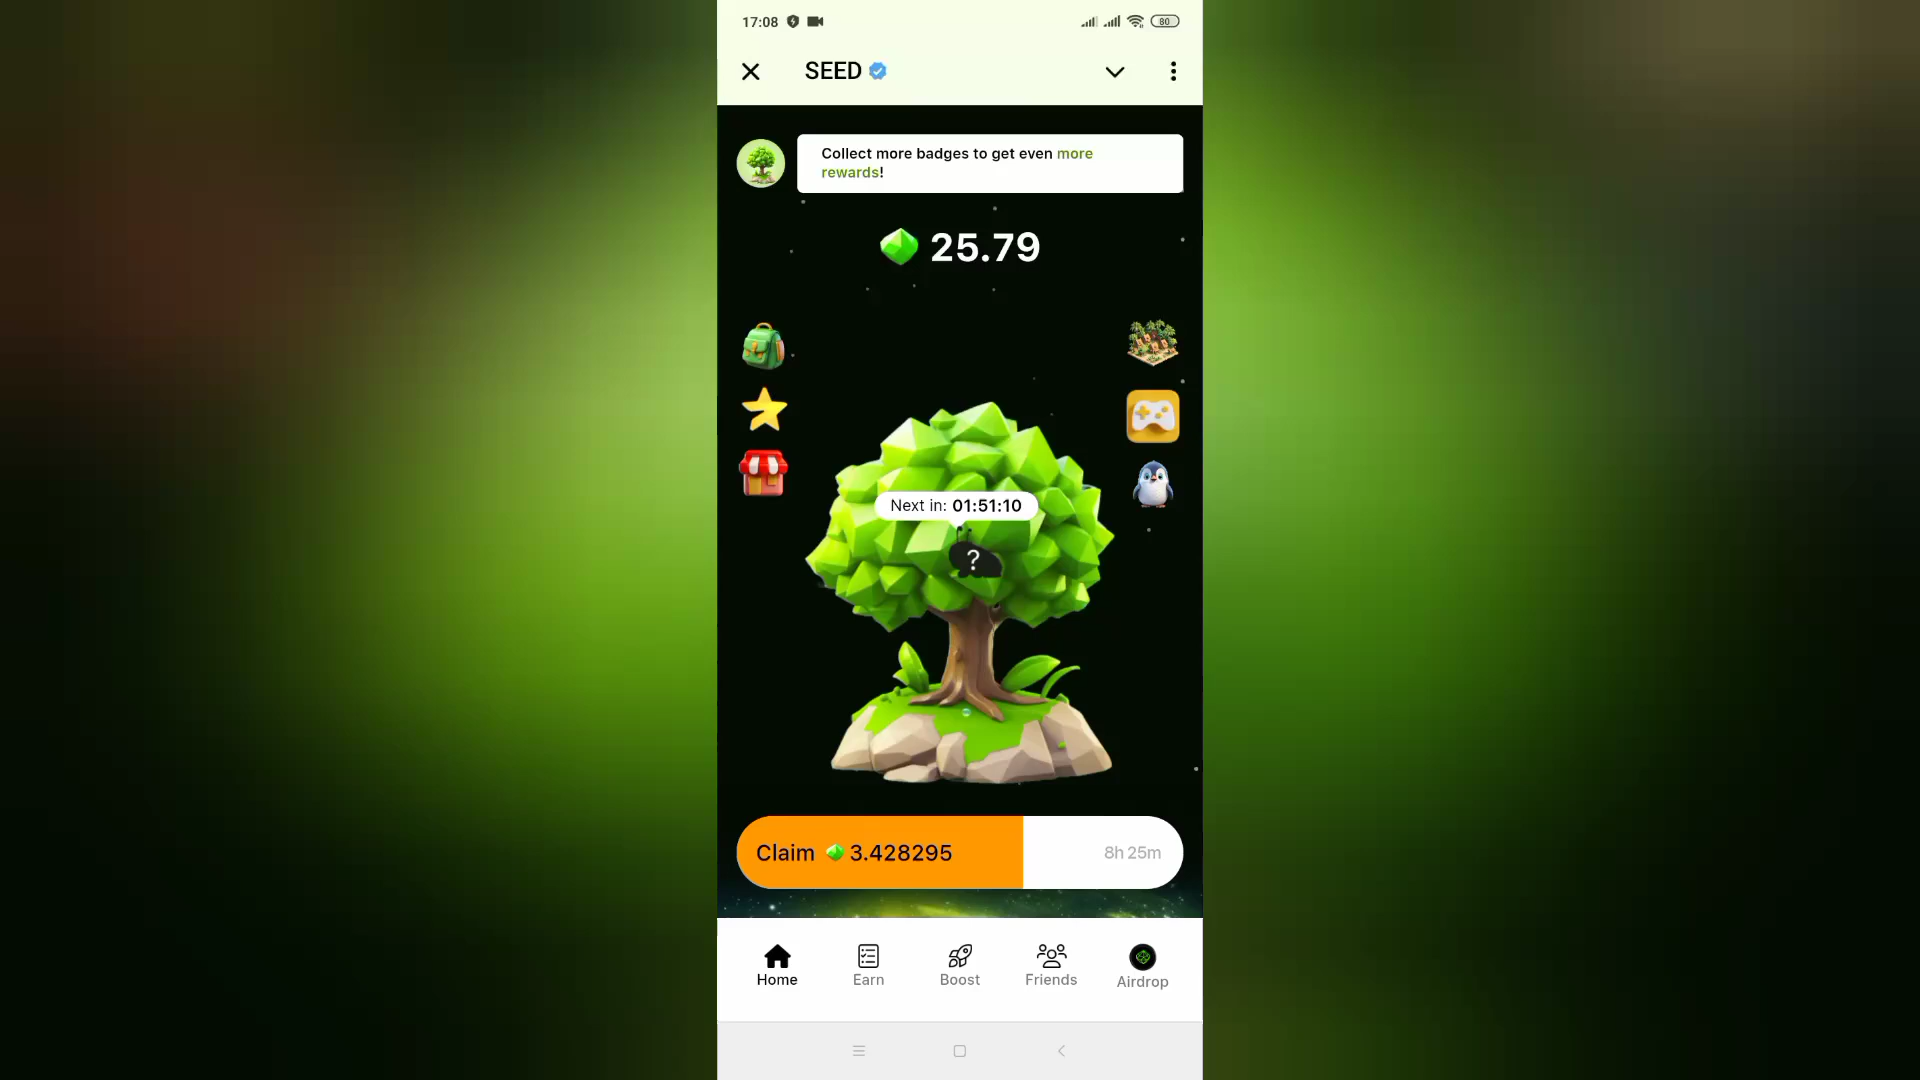 17:08
80
SEED
Collect more badges to get even more
rewards!
25.79
Next in: 01:51:10
?
Claim 3.428295
8h 25m
Home
Earn
Boost
Friends
Airdrop